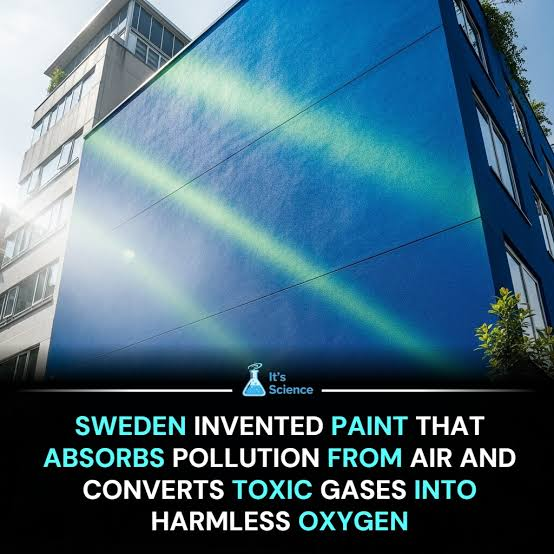 It's
Science
SWEDEN INVENTED PAINT THAT
ABSORBS POLLUTION FROM AIR AND
CONVERTS TOXIC GASES INTO
HARMLESS OXYGEN